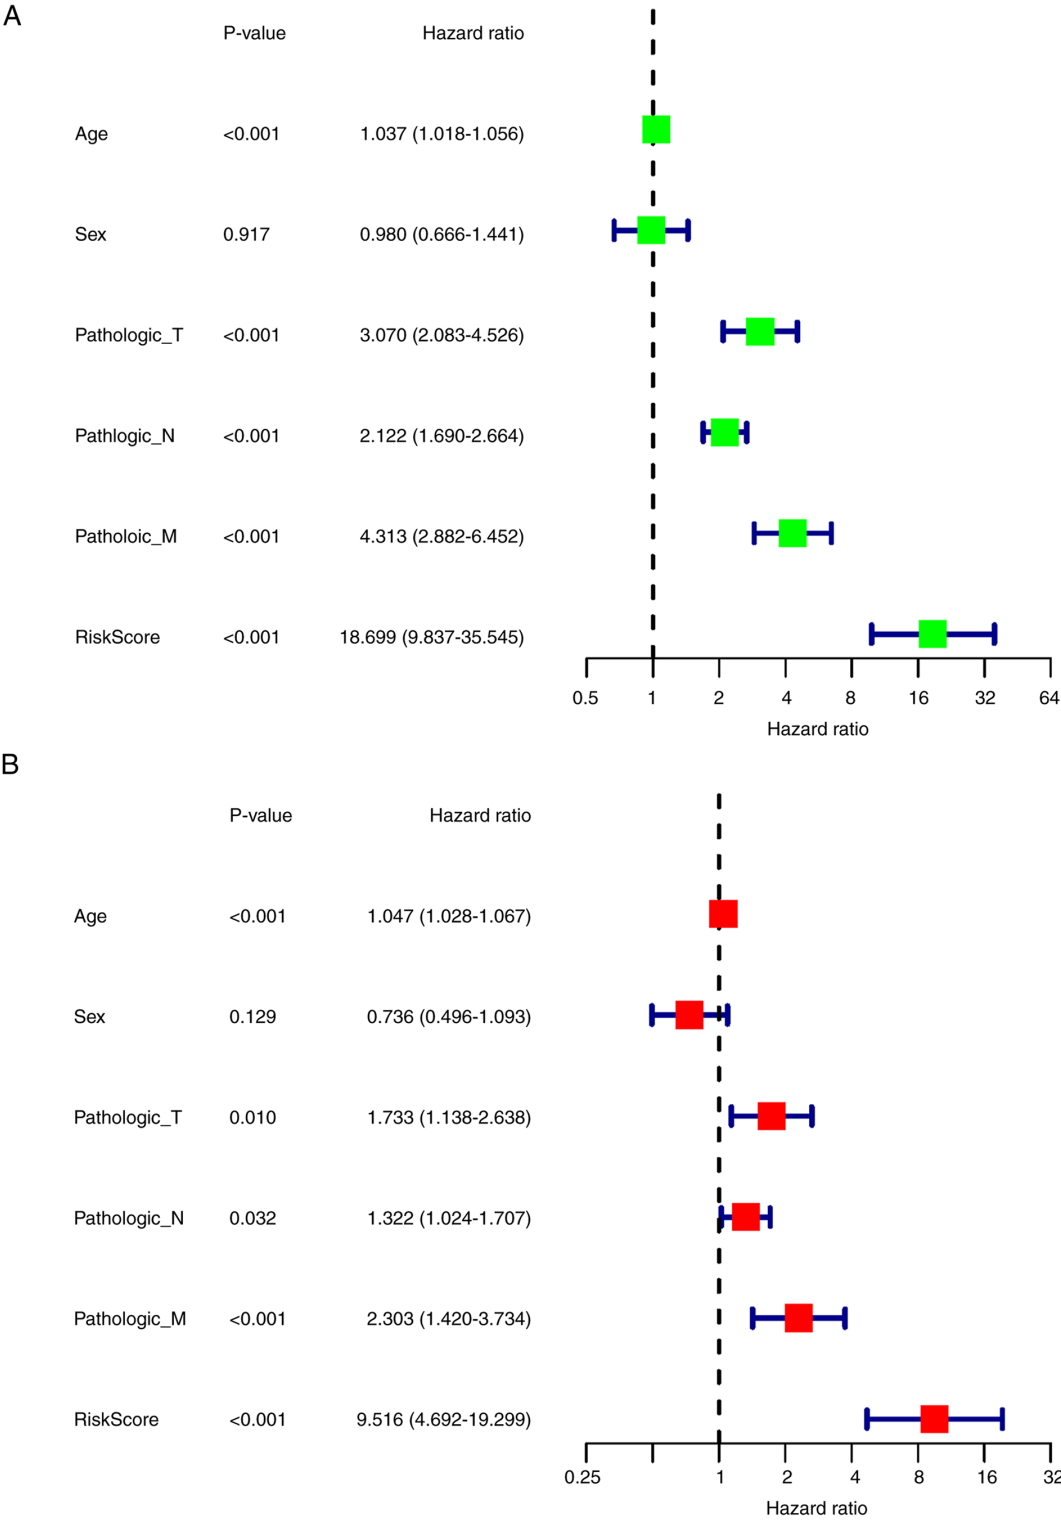 A
P-value Hazard ratio
Age <0.001 1.037 (1.018-1.056)
Sex 0.917 0.980 (0.666-1.441)
Pathologic_T <0.001 3.070 (2.083-4.526)
Pathlogic_N <0.001 2.122 (1.690-2.664)
Patholoic_M <0.001 4.313 (2.882-6.452)
RiskScore <0.001 18.699 (9.837-35.545)
0.5 1 2 4 8 16 32 64
Hazard ratio
B
P-value Hazard ratio
Age <0.001 1.047 (1.028-1.067)
Sex 0.129 0.736 (0.496-1.093)
Pathologic_T 0.010 1.733 (1.138-2.638)
Pathologic_N 0.032 1.322 (1.024-1.707)
Pathologic_M <0.001 2.303 (1.420-3.734)
RiskScore <0.001 9.516 (4.692-19.299)
0.25 1 2 4 8 16 32
Hazard ratio